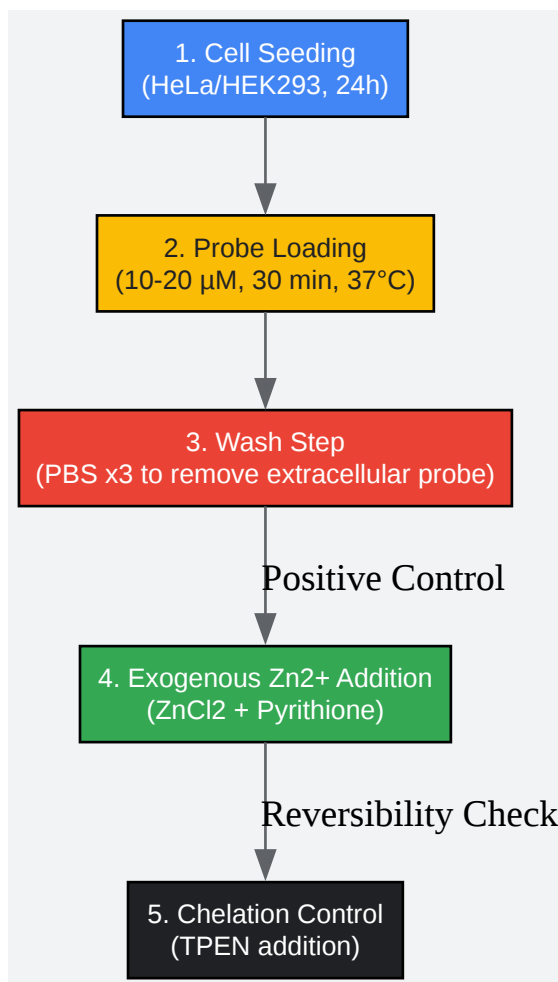 1. Cell Seeding
(HeLa/HEK293, 24h)
2. Probe Loading
(10-20 µM, 30 min, 37°C)
3. Wash Step
(PBS x3 to remove extracellular probe)
Positive Control
4. Exogenous Zn2+ Addition
(ZnCl2 + Pyrithione)
Reversibility Check
5. Chelation Control
(TPEN addition)